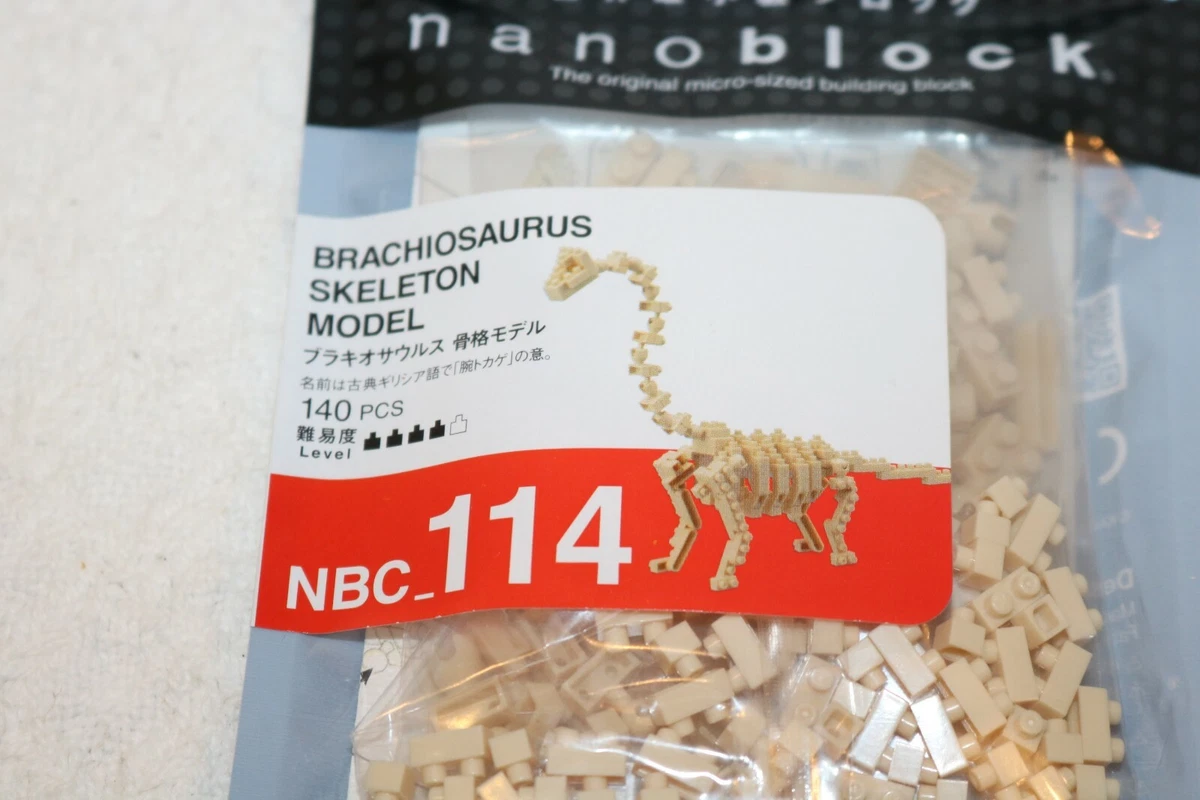 nanoblock
The original micro-sized building block
BRACHIOSAURUS
SKELETON
MODEL
ブラキオサウルス 骨格モデル
名前は古典ギリシア語で「腕トカゲ」の意。
140 PCS
難易度
Level
NBC_114